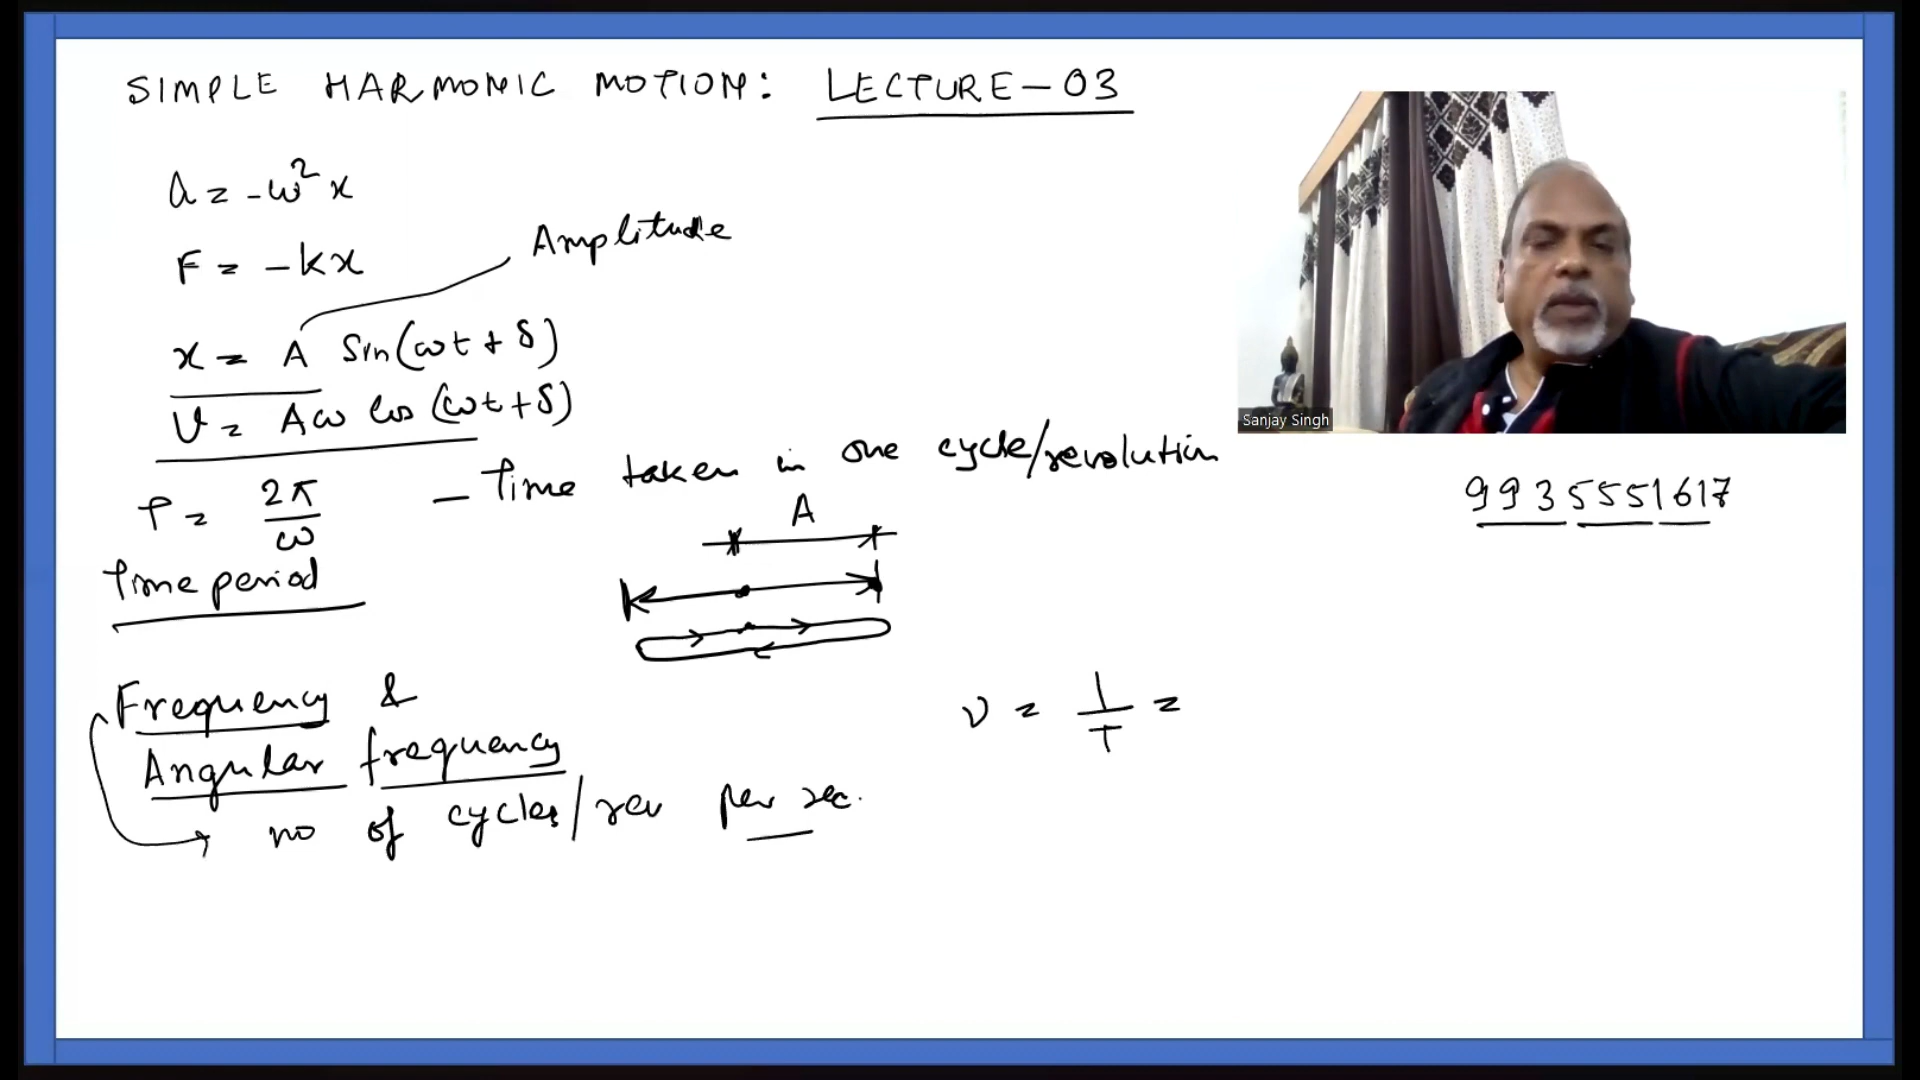 SIMPLE HARMONIC MOTION: LECTURE-03
a = -ω² x
F = -kx
Amplitude
x = A Sin(ωt + δ)
v = Aω Cos (ωt+δ)
T = 2π/ω — Time taken in one cycle/revolution
Time period
A
Sanjay Singh
9935551617
Frequency &
Angular frequency
no of cycles/rev per sec.
ν = 1/T =